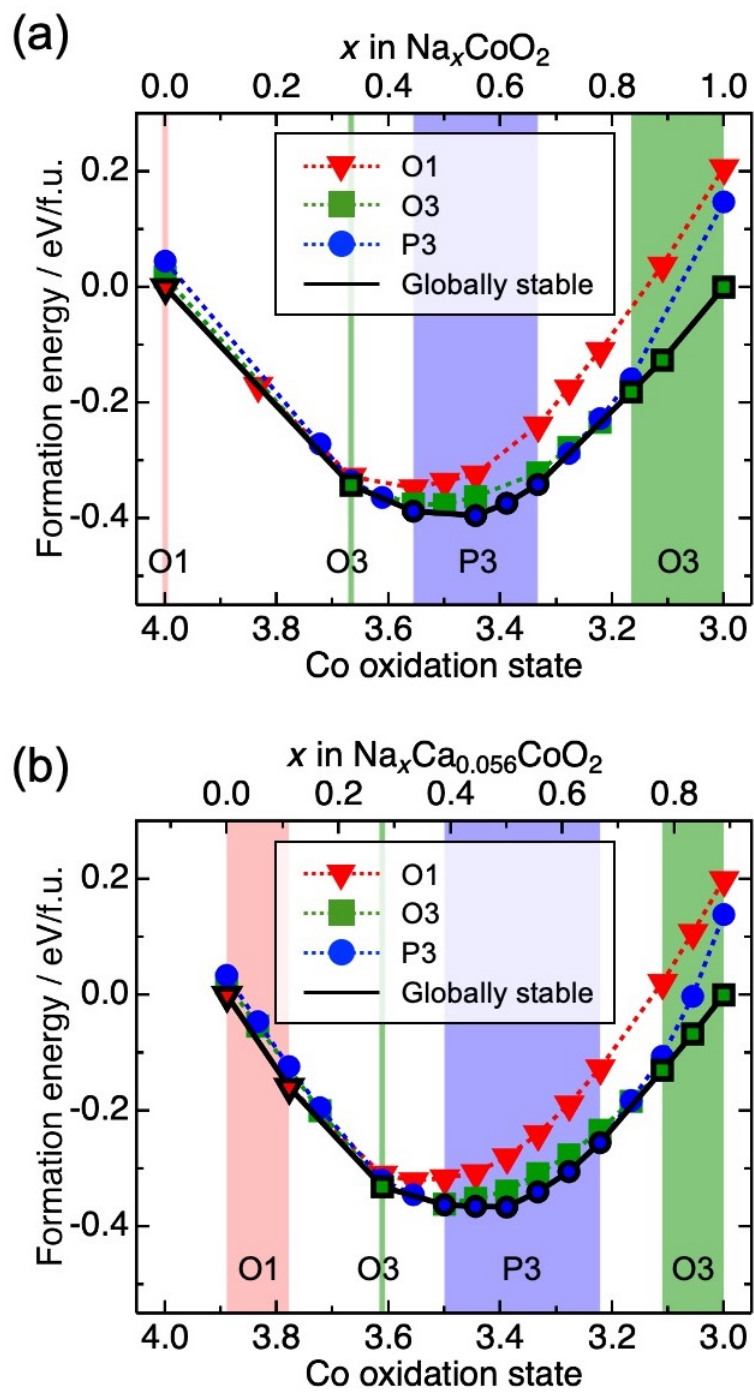 (a)
x in NaₓCoO₂
0.0 0.2 0.4 0.6 0.8 1.0
Formation energy / eV/f.u.
0.2
0.0
-0.2
-0.4
O1
O3
P3
Globally stable
O1 O3 P3 O3
4.0 3.8 3.6 3.4 3.2 3.0
Co oxidation state
(b)
x in NaₓCa₀.₀₅₆CoO₂
0.0 0.2 0.4 0.6 0.8
Formation energy / eV/f.u.
0.2
0.0
-0.2
-0.4
O1
O3
P3
Globally stable
O1 O3 P3 O3
4.0 3.8 3.6 3.4 3.2 3.0
Co oxidation state